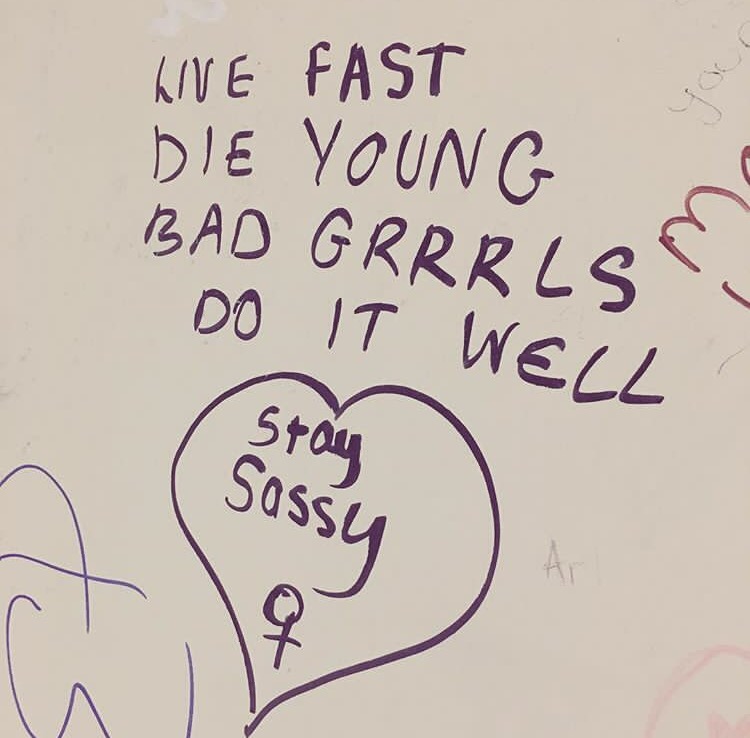 LIVE FAST
DIE YOUNG
BAD GRRRLS
DO IT WELL
Stay
Sassy
♀